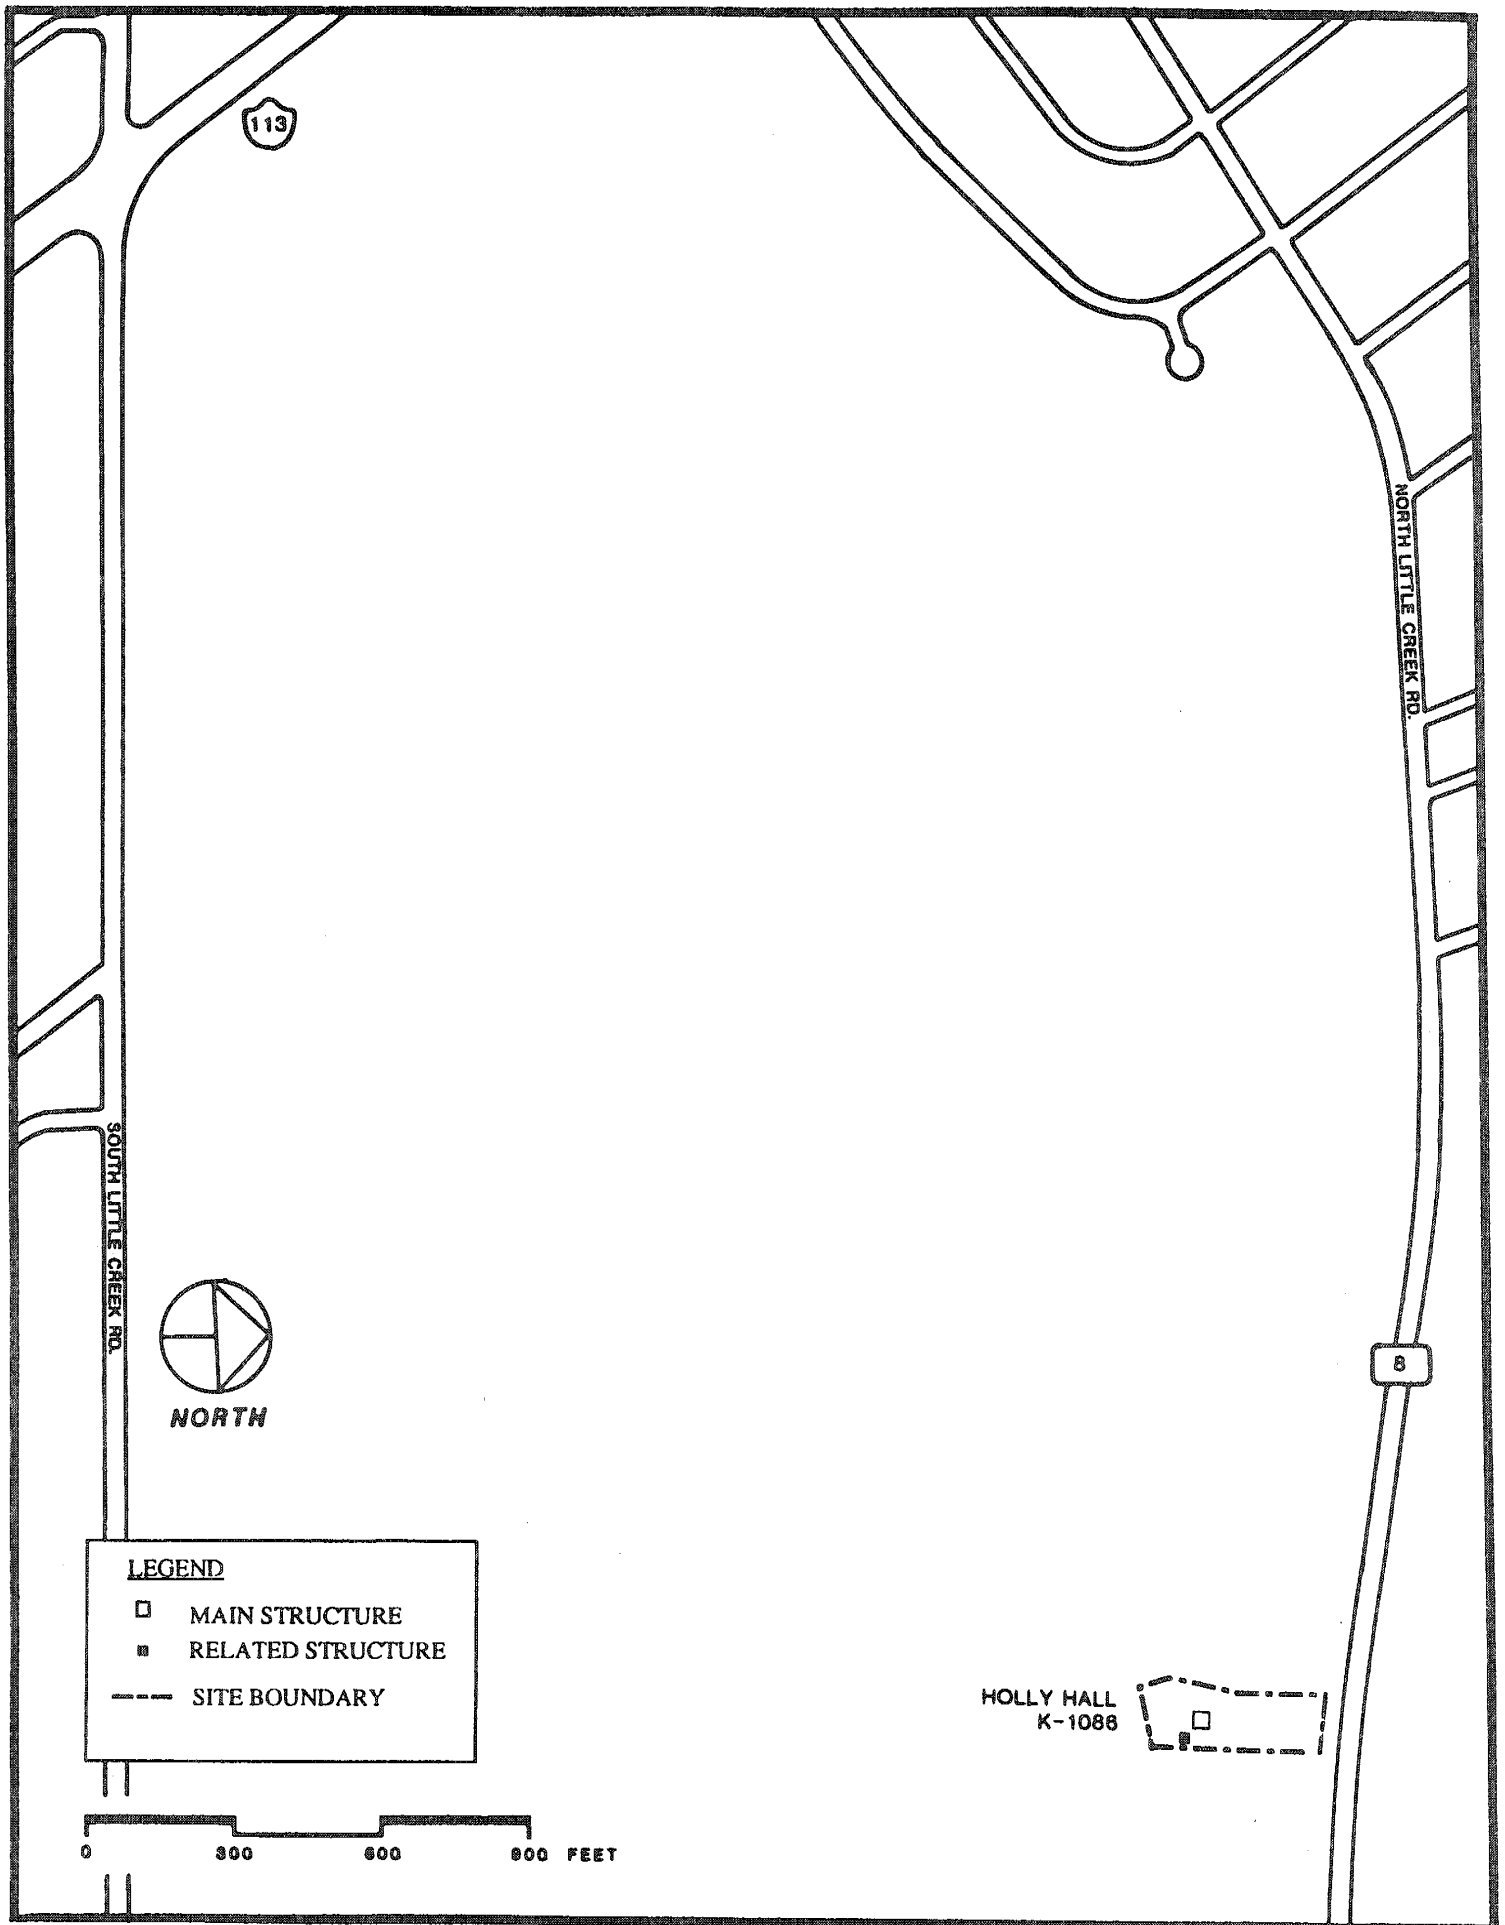 113
NORTH LITTLE CREEK RD.
SOUTH LITTLE CREEK RD.
NORTH
8
LEGEND
MAIN STRUCTURE
RELATED STRUCTURE
SITE BOUNDARY
HOLLY HALL
K-1086
0 300 600 900 FEET